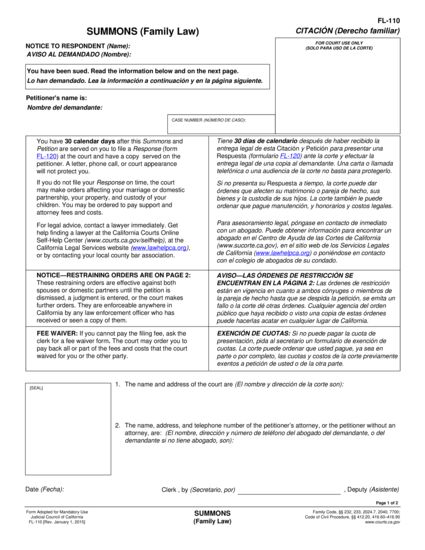 FL-110
SUMMONS (Family Law)
CITACIÓN (Derecho familiar)
NOTICE TO RESPONDENT (Name):
AVISO AL DEMANDADO (Nombre):
FOR COURT USE ONLY
(SOLO PARA USO DE LA CORTE)
You have been sued. Read the information below and on the next page.
Lo han demandado. Lea la información a continuación y en la página siguiente.
Petitioner's name is:
Nombre del demandante:
CASE NUMBER (NÚMERO DE CASO):
You have 30 calendar days after this Summons and
Petition are served on you to file a Response (form
FL-120) at the court and have a copy served on the
petitioner. A letter, phone call, or court appearance
will not protect you.
If you do not file your Response on time, the court
may make orders affecting your marriage or domestic
partnership, your property, and custody of your
children. You may be ordered to pay support and
attorney fees and costs.
For legal advice, contact a lawyer immediately. Get
help finding a lawyer at the California Courts Online
Self-Help Center (www.courts.ca.gov/selfhelp), at the
California Legal Services website (www.lawhelpca.org),
or by contacting your local county bar association.
Tiene 30 días de calendario después de haber recibido la
entrega legal de esta Citación y Petición para presentar una
Respuesta (formulario FL-120) ante la corte y efectuar la
entrega legal de una copia al demandante. Una carta o llamada
telefónica o una audiencia de la corte no basta para protegerlo.
Si no presenta su Respuesta a tiempo, la corte puede dar
órdenes que afecten su matrimonio o pareja de hecho, sus
bienes y la custodia de sus hijos. La corte también le puede
ordenar que pague manutención, y honorarios y costos legales.
Para asesoramiento legal, póngase en contacto de inmediato
con un abogado. Puede obtener información para encontrar un
abogado en el Centro de Ayuda de las Cortes de California
(www.sucorte.ca.gov), en el sitio web de los Servicios Legales
de California (www.lawhelpca.org) o poniéndose en contacto
con el colegio de abogados de su condado.
NOTICE—RESTRAINING ORDERS ARE ON PAGE 2:
These restraining orders are effective against both
spouses or domestic partners until the petition is
dismissed, a judgment is entered, or the court makes
further orders. They are enforceable anywhere in
California by any law enforcement officer who has
received or seen a copy of them.
AVISO—LAS ÓRDENES DE RESTRICCIÓN SE
ENCUENTRAN EN LA PÁGINA 2: Las órdenes de restricción
están en vigencia en cuanto a ambos cónyuges o miembros de
la pareja de hecho hasta que se despida la petición, se emita un
fallo o la corte dé otras órdenes. Cualquier agencia del orden
público que haya recibido o visto una copia de estas órdenes
puede hacerlas acatar en cualquier lugar de California.
FEE WAIVER: If you cannot pay the filing fee, ask the
clerk for a fee waiver form. The court may order you to
pay back all or part of the fees and costs that the court
waived for you or the other party.
EXENCIÓN DE CUOTAS: Si no puede pagar la cuota de
presentación, pida al secretario un formulario de exención de
cuotas. La corte puede ordenar que usted pague, ya sea en
parte o por completo, las cuotas y costos de la corte previamente
exentos a petición de usted o de la otra parte.
[SEAL]
1. The name and address of the court are (El nombre y dirección de la corte son):
2. The name, address, and telephone number of the petitioner's attorney, or the petitioner without an
attorney, are: (El nombre, dirección y número de teléfono del abogado del demandante, o del
demandante si no tiene abogado, son):
Date (Fecha):
Clerk , by (Secretario, por)
, Deputy (Asistente)
Page 1 of 2
Form Adopted for Mandatory Use
Judicial Council of California
FL-110 [Rev. January 1, 2015]
SUMMONS
(Family Law)
Family Code, §§ 232, 233, 2024.7, 2040, 7700;
Code of Civil Procedure, §§ 412.20, 416.60–416.90
www.courts.ca.gov